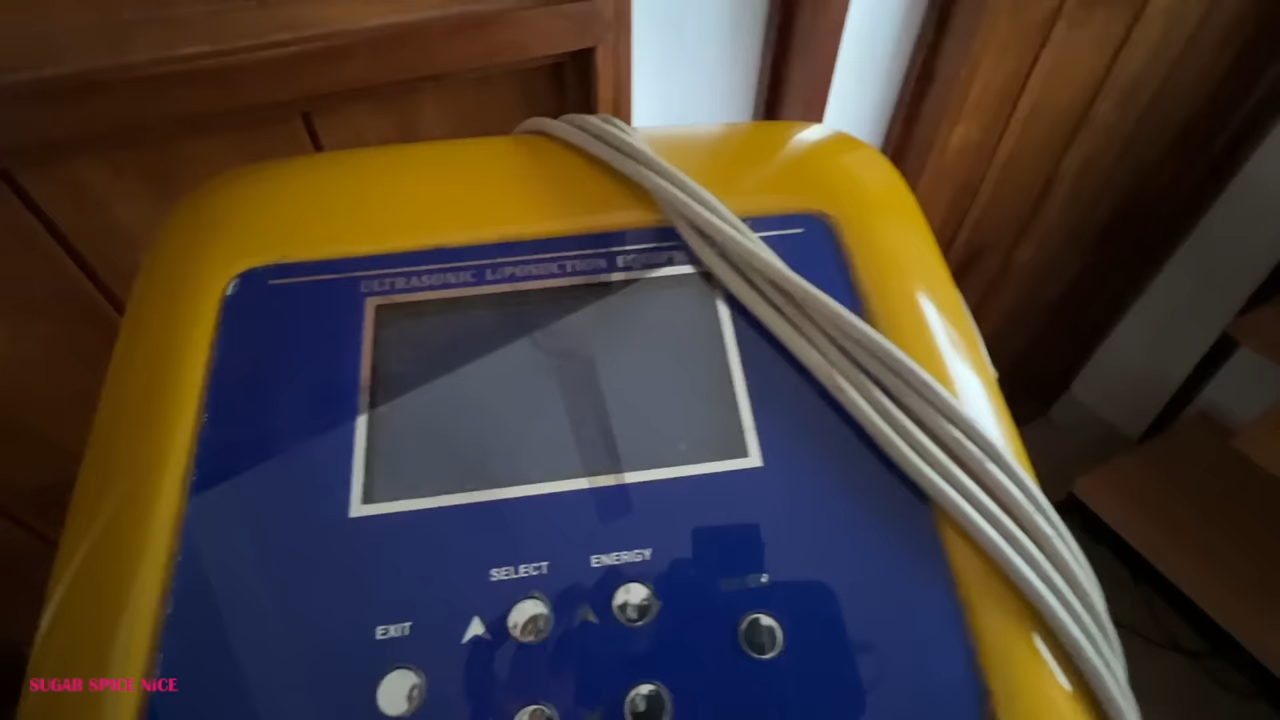 ULTRASONIC LIPOSUCTION
SELECT
ENERGY
EXIT
SUGAR SPICE NICE